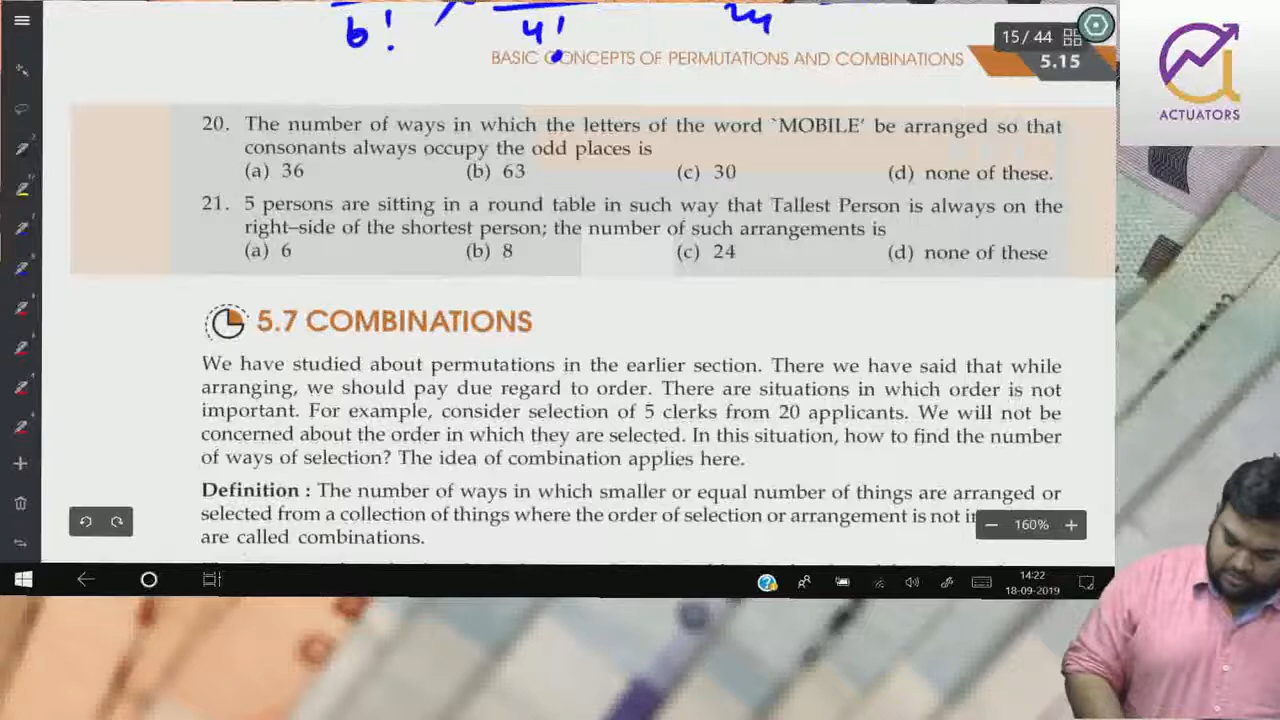 6!
4!
24
15 / 44
BASIC CONCEPTS OF PERMUTATIONS AND COMBINATIONS
5.15
ACTUATORS
20. The number of ways in which the letters of the word `MOBILE' be arranged so that
consonants always occupy the odd places is
(a) 36 (b) 63 (c) 30 (d) none of these.
21. 5 persons are sitting in a round table in such way that Tallest Person is always on the
right–side of the shortest person; the number of such arrangements is
(a) 6 (b) 8 (c) 24 (d) none of these
5.7 COMBINATIONS
We have studied about permutations in the earlier section. There we have said that while
arranging, we should pay due regard to order. There are situations in which order is not
important. For example, consider selection of 5 clerks from 20 applicants. We will not be
concerned about the order in which they are selected. In this situation, how to find the number
of ways of selection? The idea of combination applies here.
Definition : The number of ways in which smaller or equal number of things are arranged or
selected from a collection of things where the order of selection or arrangement is not
are called combinations.
160%
14:22
18-09-2019